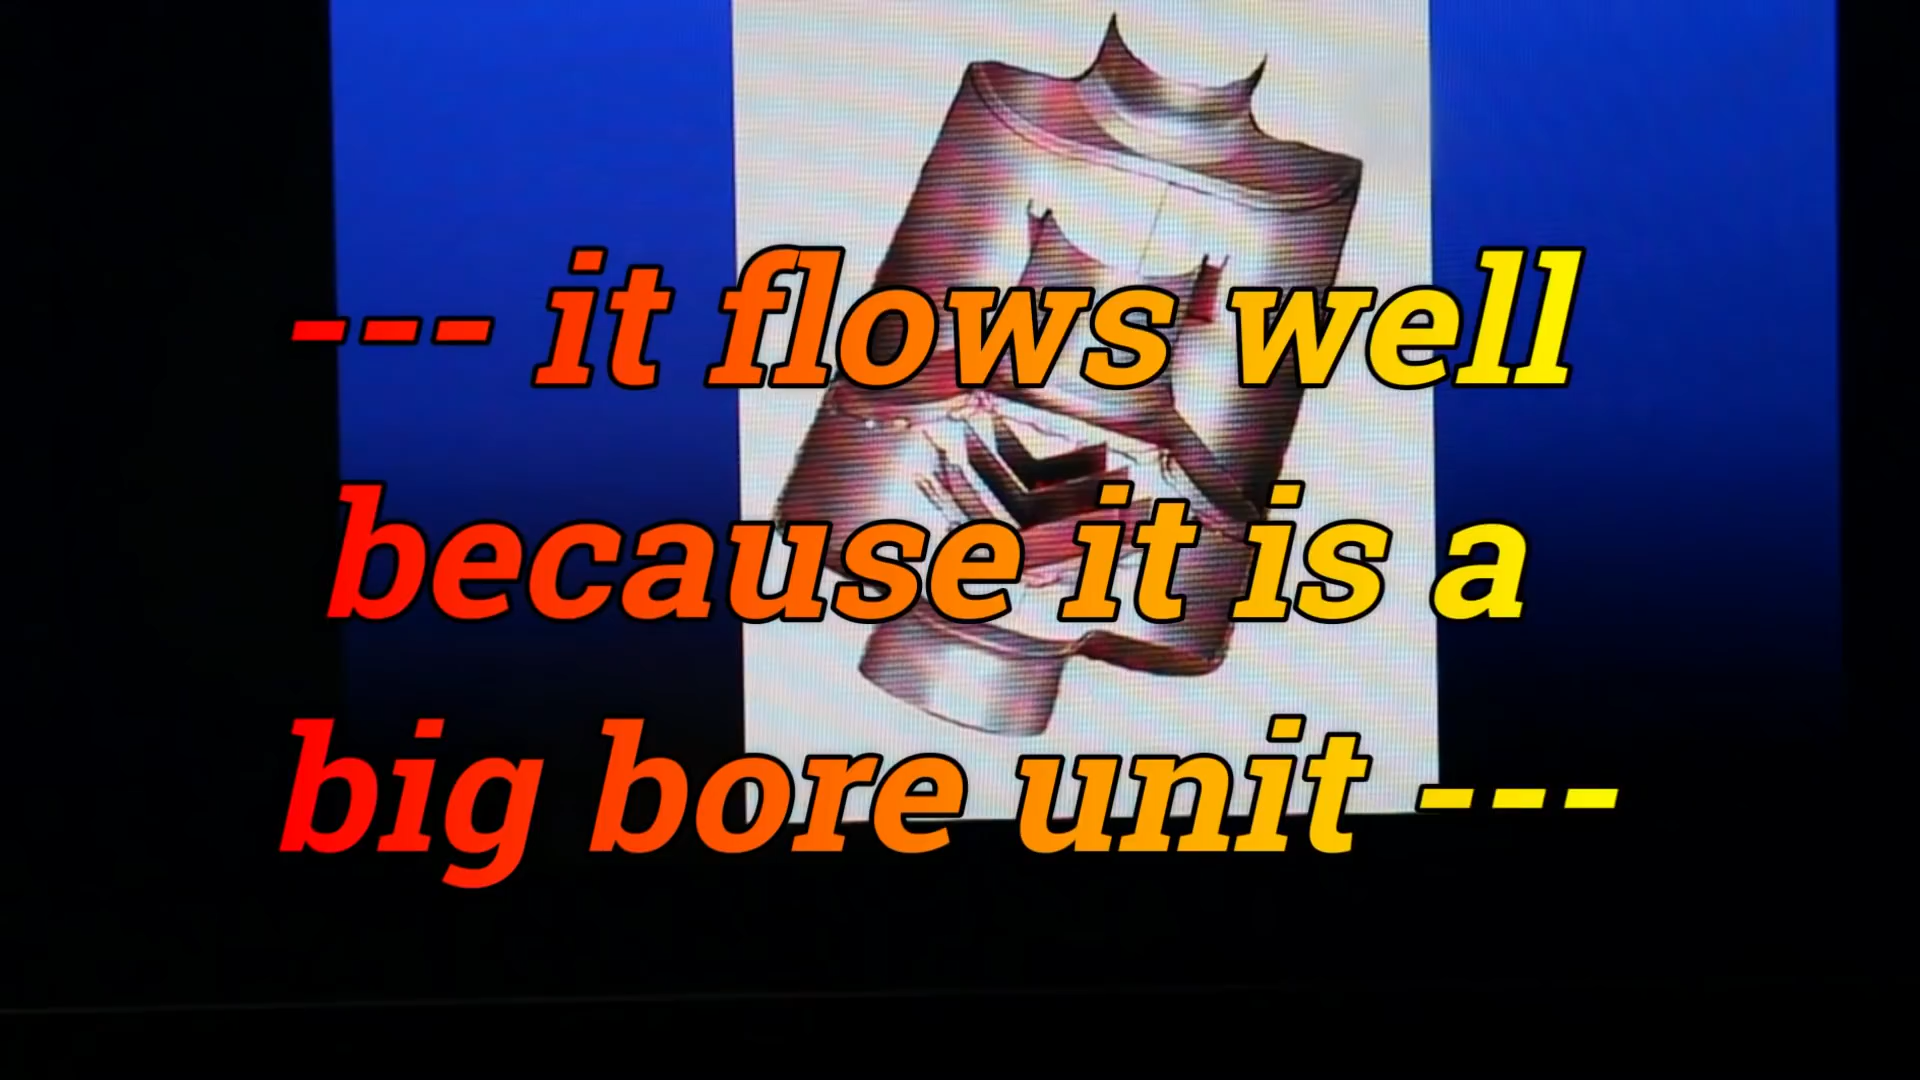 --- it flows well
because it is a
big bore unit ---